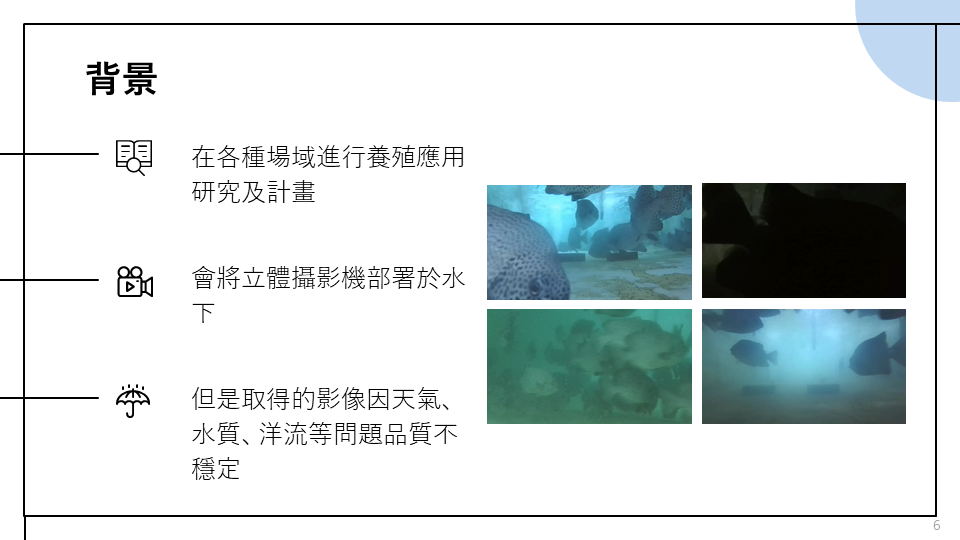 背景
在各種場域進行養殖應用
研究及計畫
會將立體攝影機部署於水
下
但是取得的影像因天氣、
水質、洋流等問題品質不
穩定
6